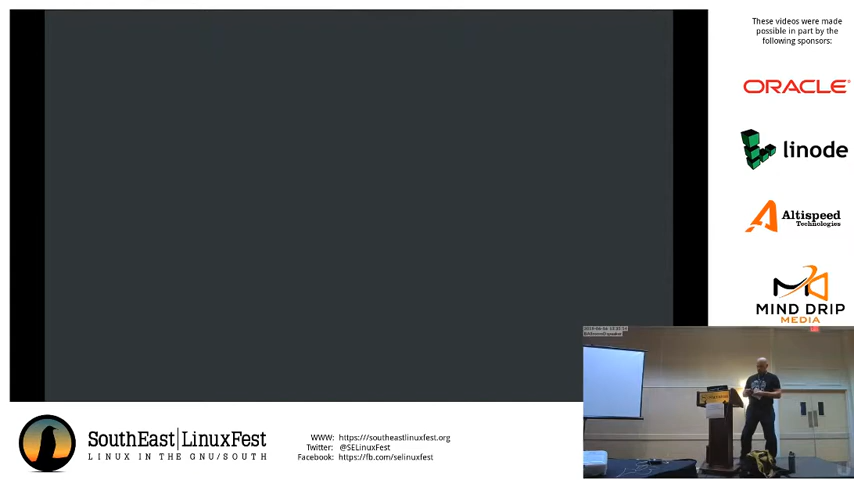 These videos were made
possible in part by the
following sponsors:
ORACLE
linode
Altispeed
Technologies
MIND DRIP
MEDIA
SouthEast|LinuxFest
LINUX IN THE GNU/SOUTH
WWW: https://southeastlinuxfest.org
Twitter: @SELinuxFest
Facebook: https://fb.com/selinuxfest